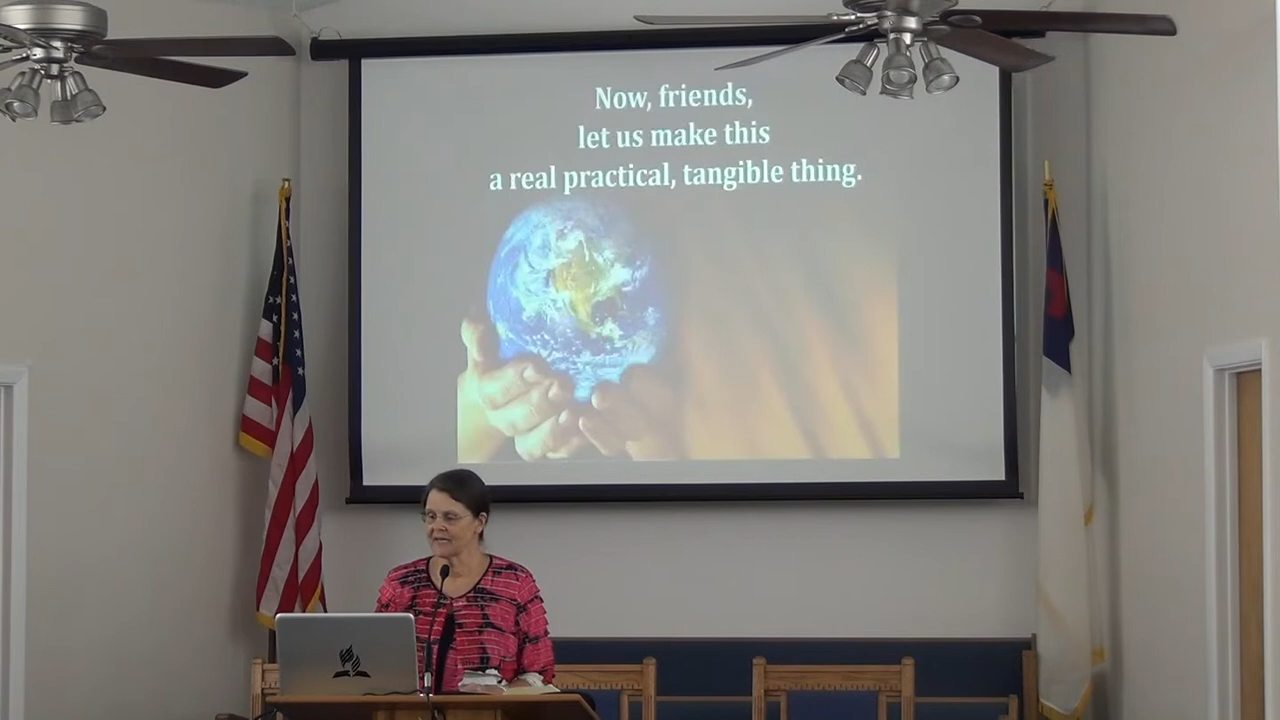 Now, friends,
let us make this
a real practical, tangible thing.